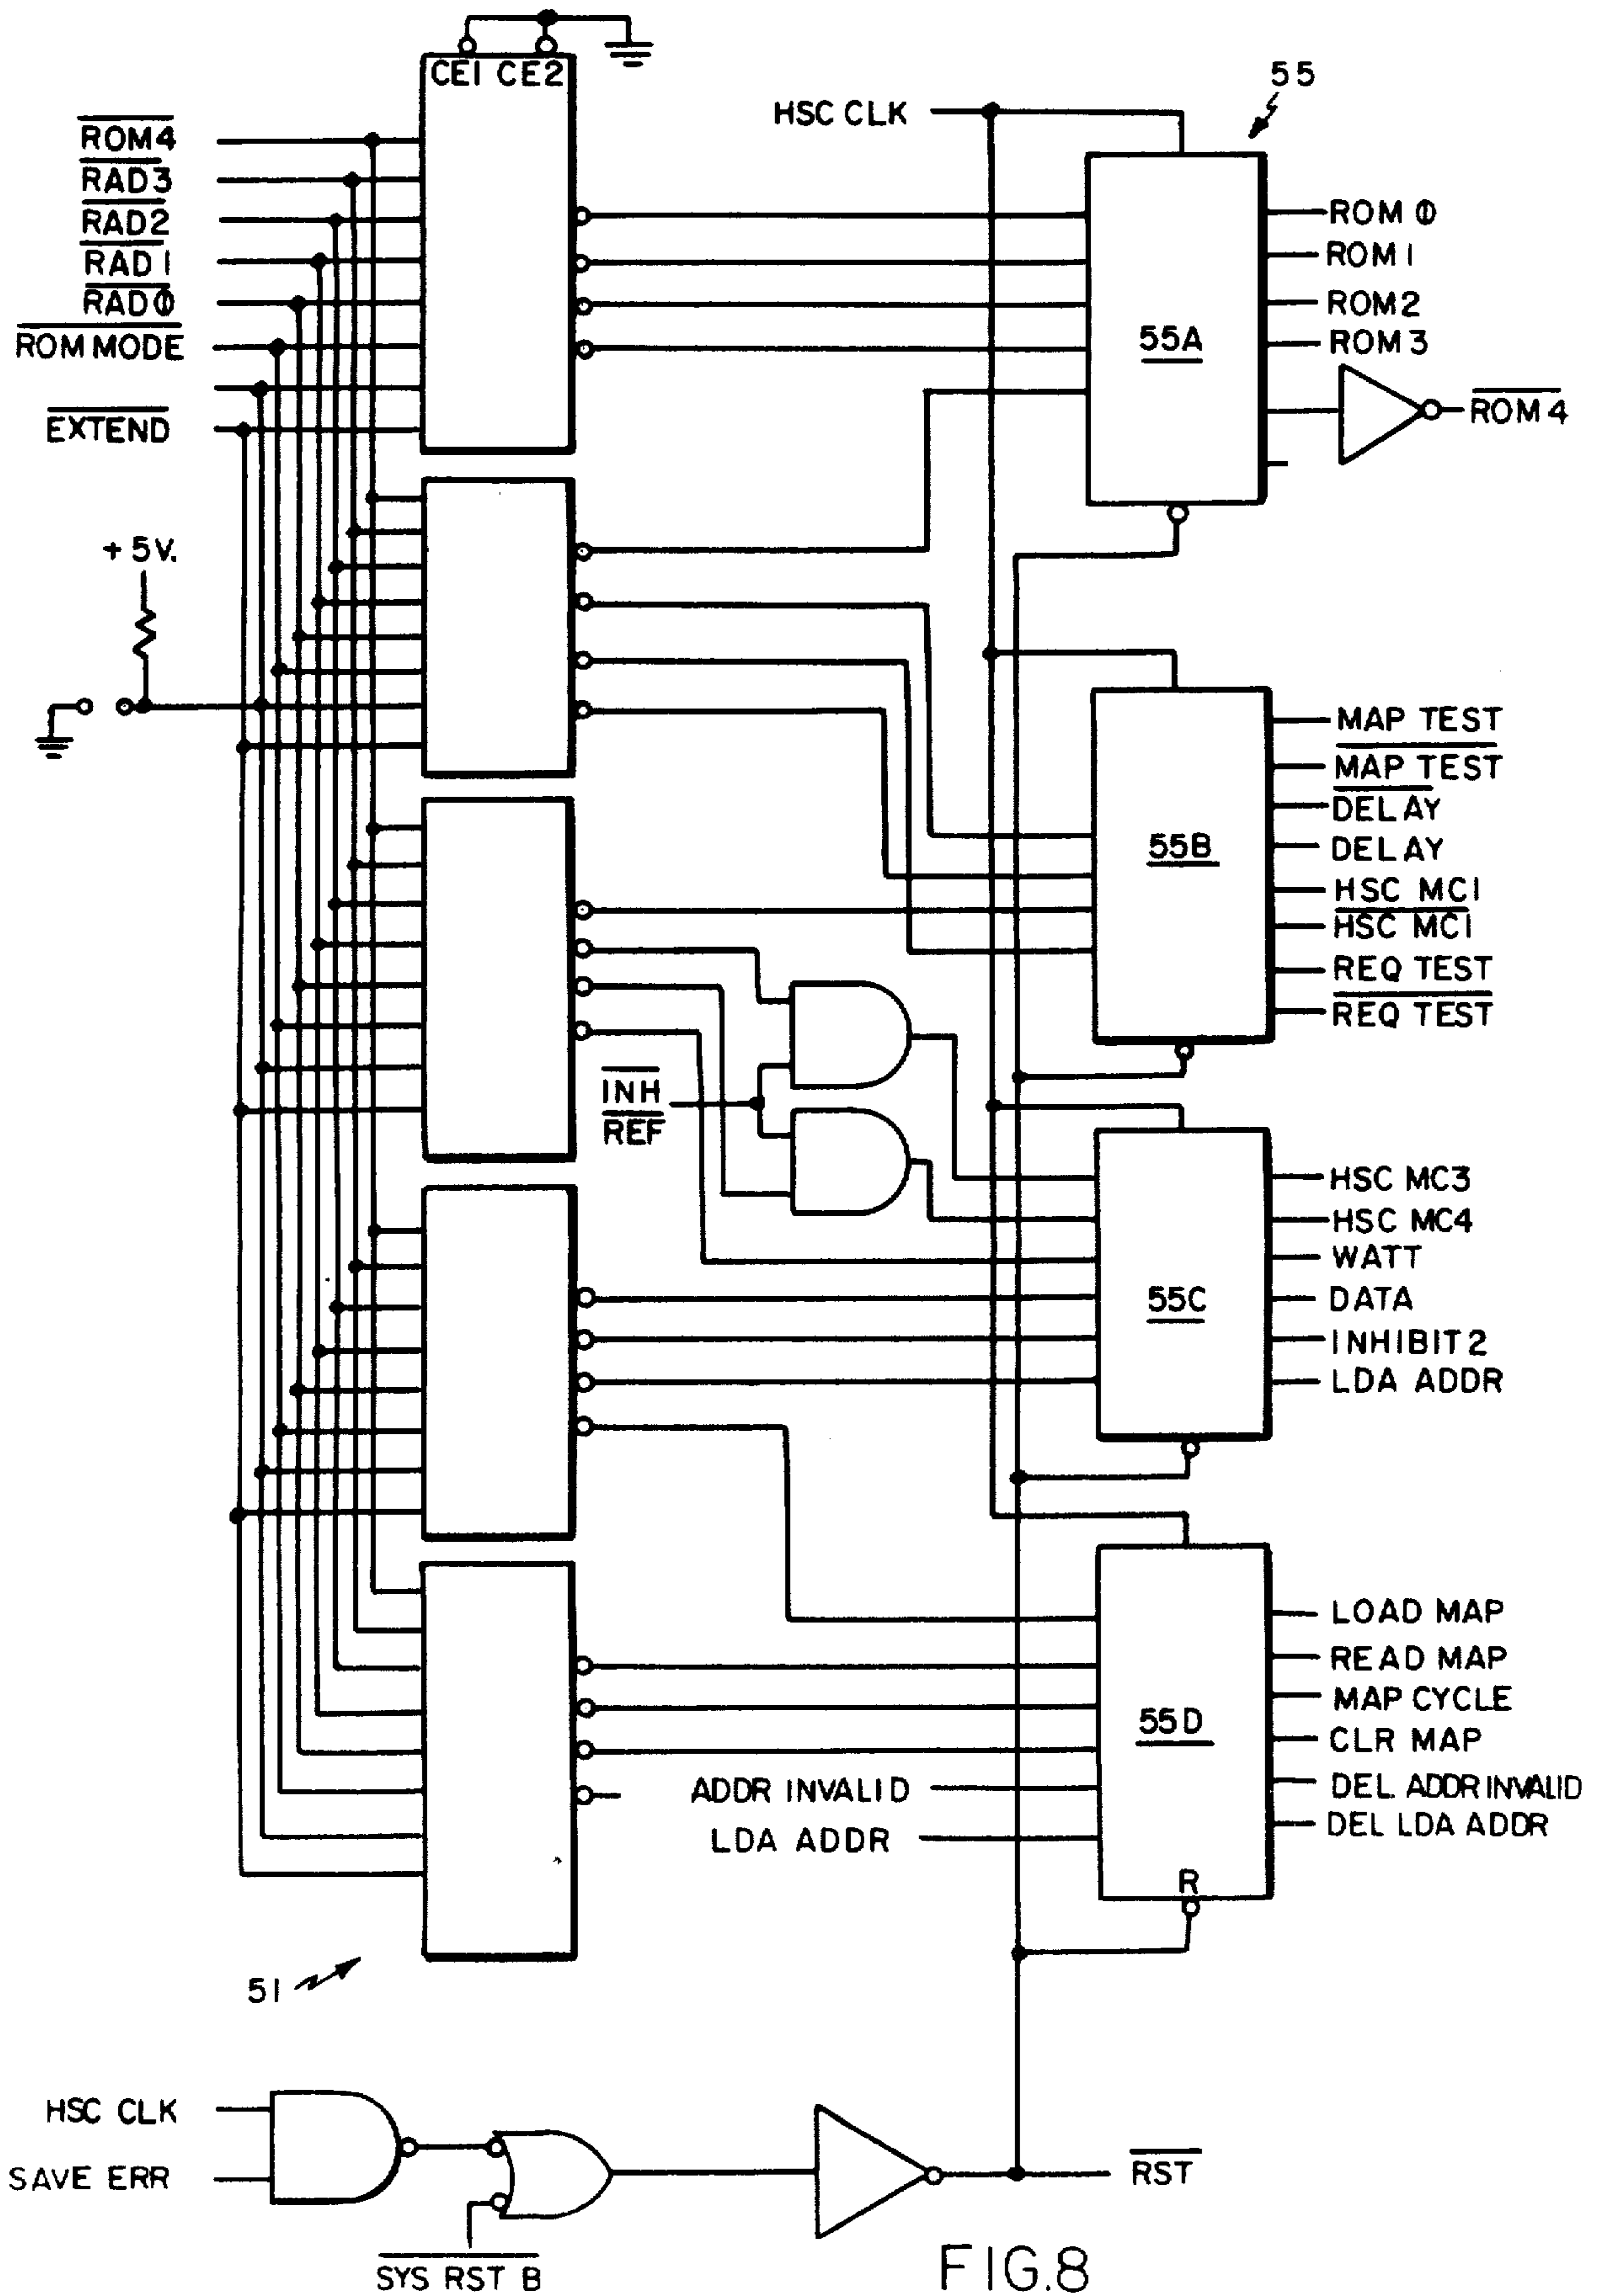 CE1 CE2
55
HSC CLK
ROM4
RAD3
RAD2
RAD1
RADΦ
ROM MODE
EXTEND
55A
ROM Φ
ROM 1
ROM2
ROM 3
ROM 4
+5V.
55B
MAP TEST
MAP TEST
DELAY
DELAY
HSC MC1
HSC MC1
REQ TEST
REQ TEST
INH
REF
55C
HSC MC3
HSC MC4
WATT
DATA
INHIBIT 2
LDA ADDR
55D
LOAD MAP
READ MAP
MAP CYCLE
CLR MAP
DEL. ADDR INVALID
DEL LDA ADDR
ADDR INVALID
LDA ADDR
R
51
HSC CLK
SAVE ERR
SYS RST B
RST
FIG.8